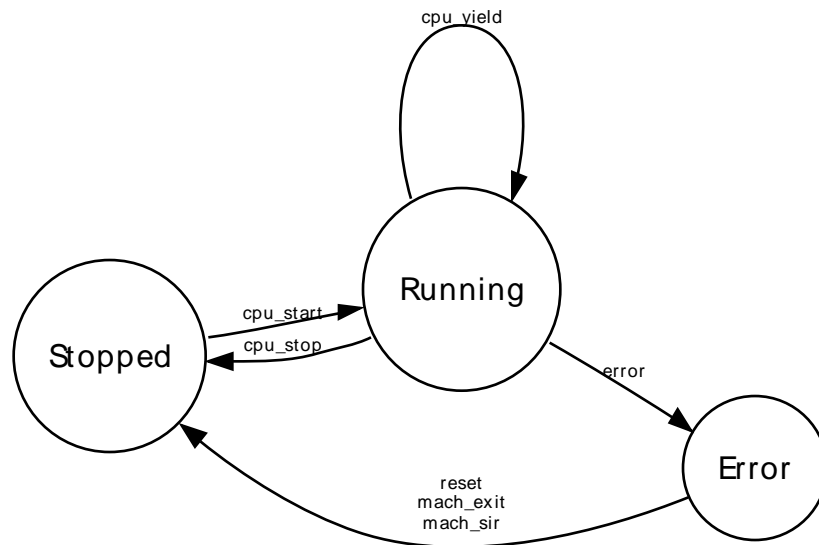 cpu_yield
Running
cpu_start
Stopped
cpu_stop
error
Error
reset
mach_exit
mach_sir